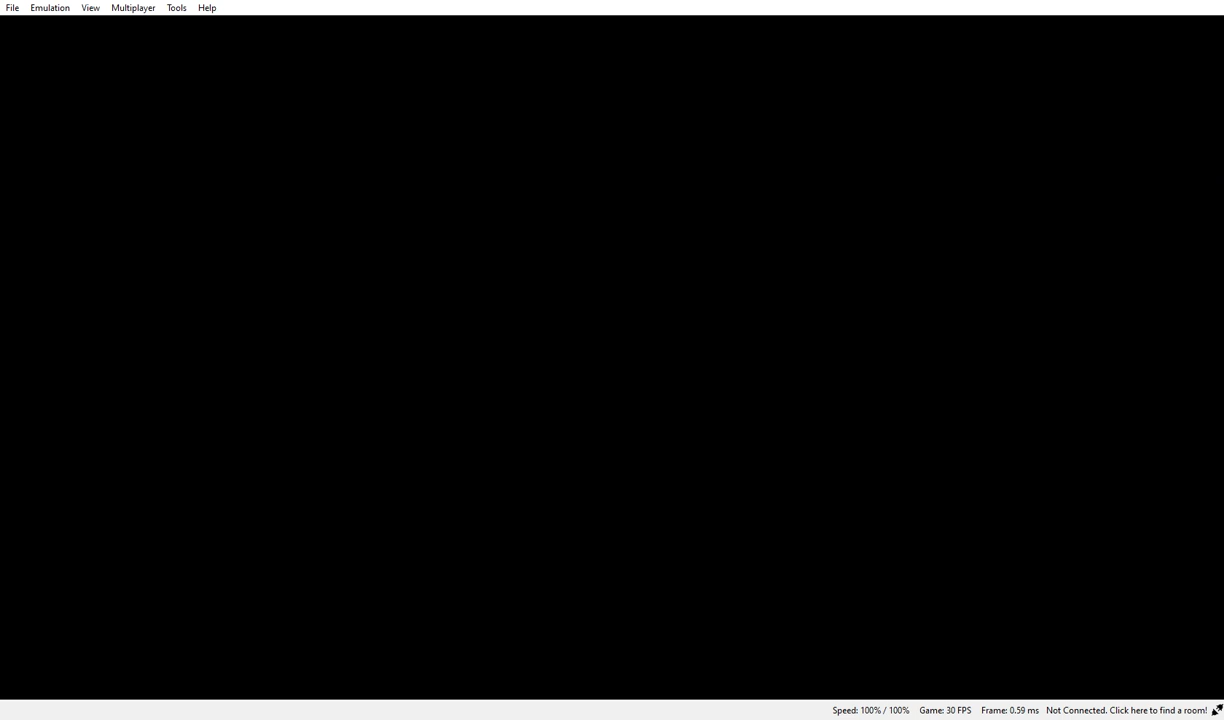 File Emulation View Multiplayer Tools Help
Speed: 100% / 100% Game: 30 FPS Frame: 0.59 ms Not Connected. Click here to find a room!